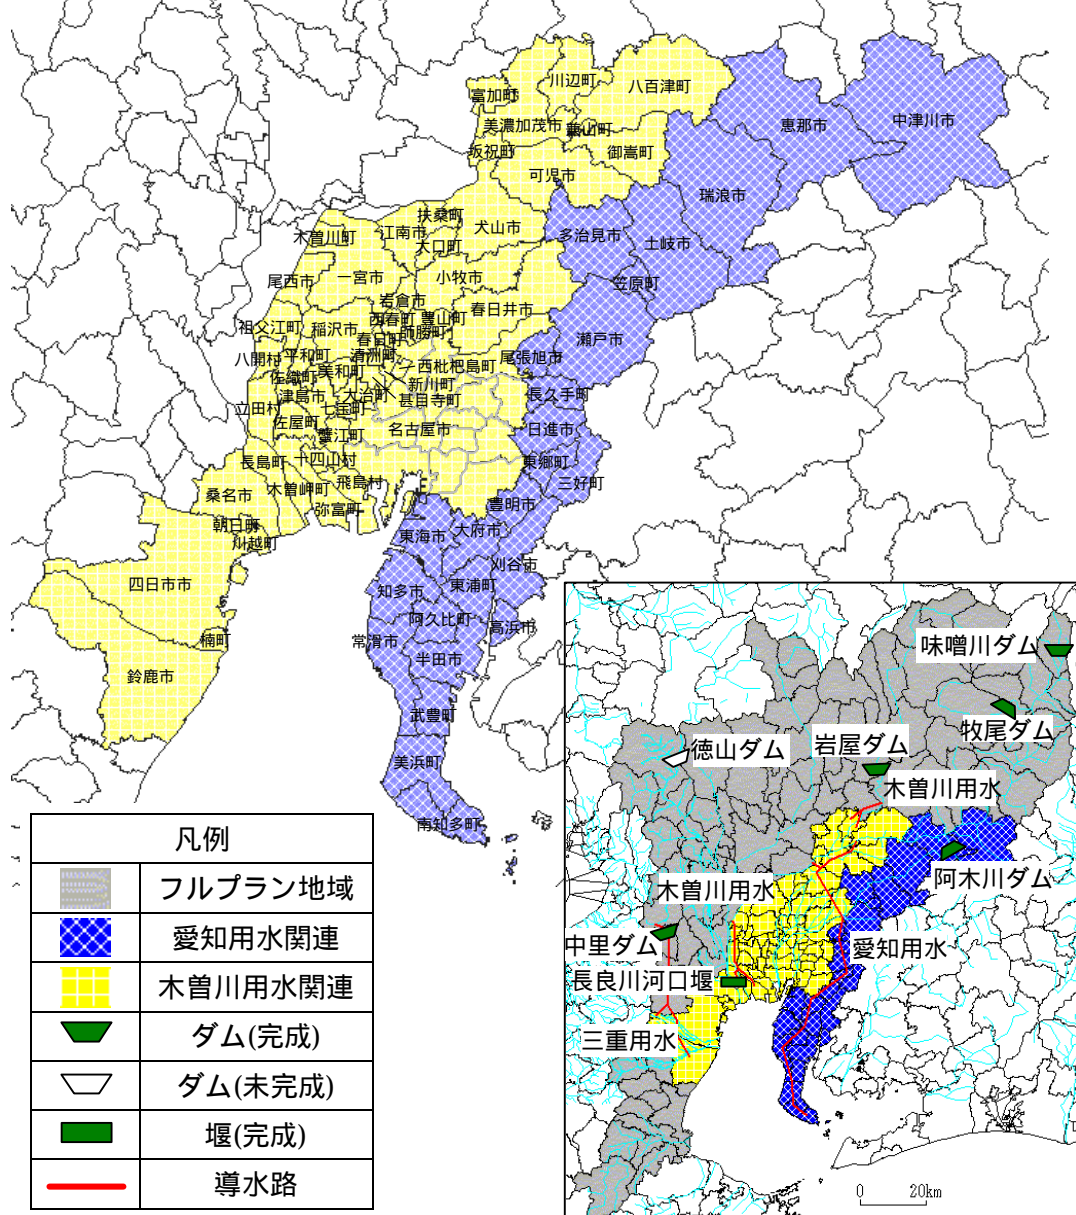 川辺町
八百津町
富加町
美濃加茂市
兼山町
恵那市
中津川市
坂祝町
御嵩町
可児市
瑞浪市
扶桑町
木曽川町
江南市
犬山市
大口町
多治見市
土岐市
尾西市
一宮市
小牧市
笠原町
岩倉市
西春町
豊山町
春日井市
祖父江町
稲沢市
師勝町
春日町
瀬戸市
八開村
平和町
清洲町
西枇杷島町
尾張旭市
佐織町
美和町
新川町
津島市
大治町
甚目寺町
長久手町
立田村
七宝町
佐屋町
蟹江町
名古屋市
日進市
長島町
十四山村
東郷町
三好町
桑名市
木曽岬町
飛島村
弥富町
豊明市
朝日町
川越町
東海市
大府市
刈谷市
四日市市
知多市
東浦町
阿久比町
高浜市
楠町
常滑市
半田市
鈴鹿市
武豊町
美浜町
南知多町
凡例
フルプラン地域
愛知用水関連
木曽川用水関連
ダム(完成)
ダム(未完成)
堰(完成)
導水路
味噌川ダム
牧尾ダム
徳山ダム
岩屋ダム
木曽川用水
阿木川ダム
木曽川用水
中里ダム
愛知用水
長良川河口堰
三重用水
0 20km